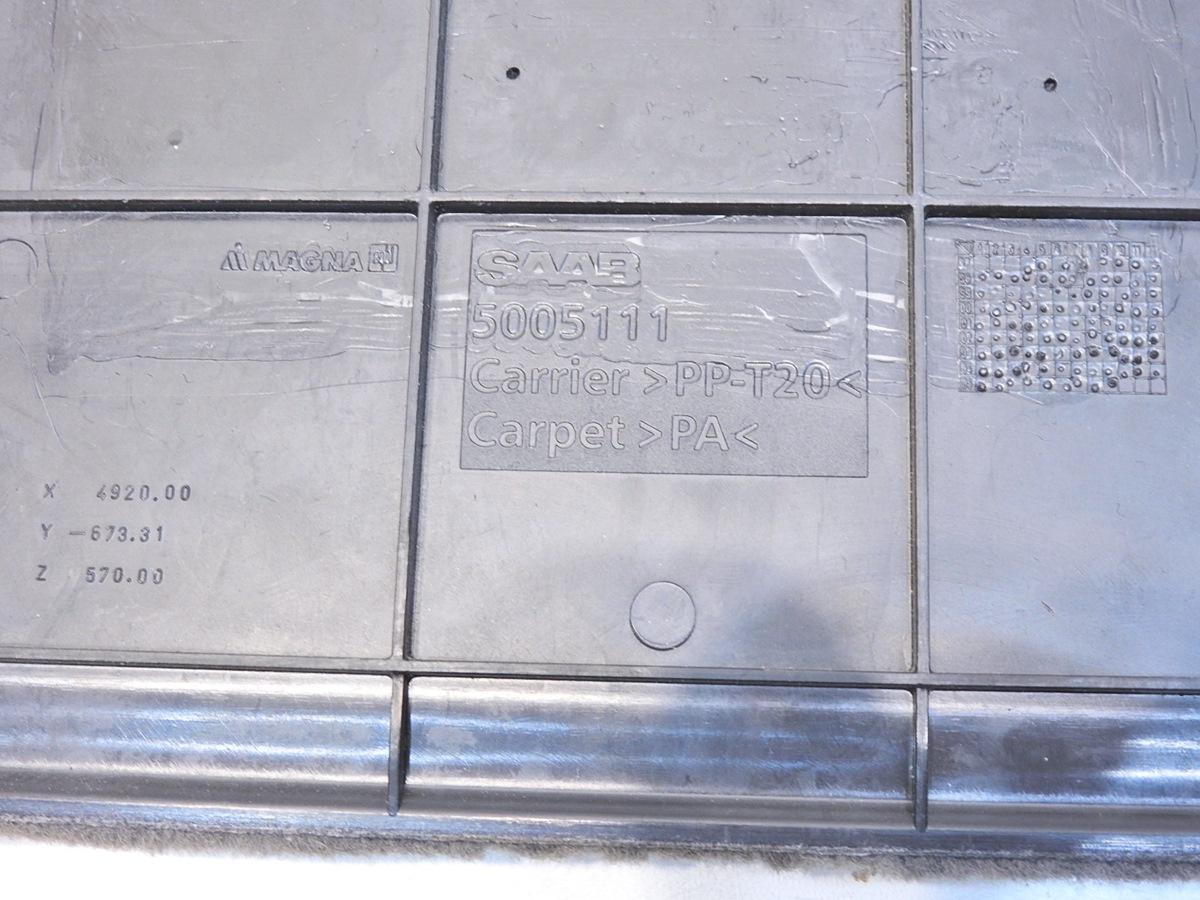 MAGNA
SAAB
5005111
Carrier >PP-T20<
Carpet >PA<
X 4920.00
Y -673.31
Z 570.00